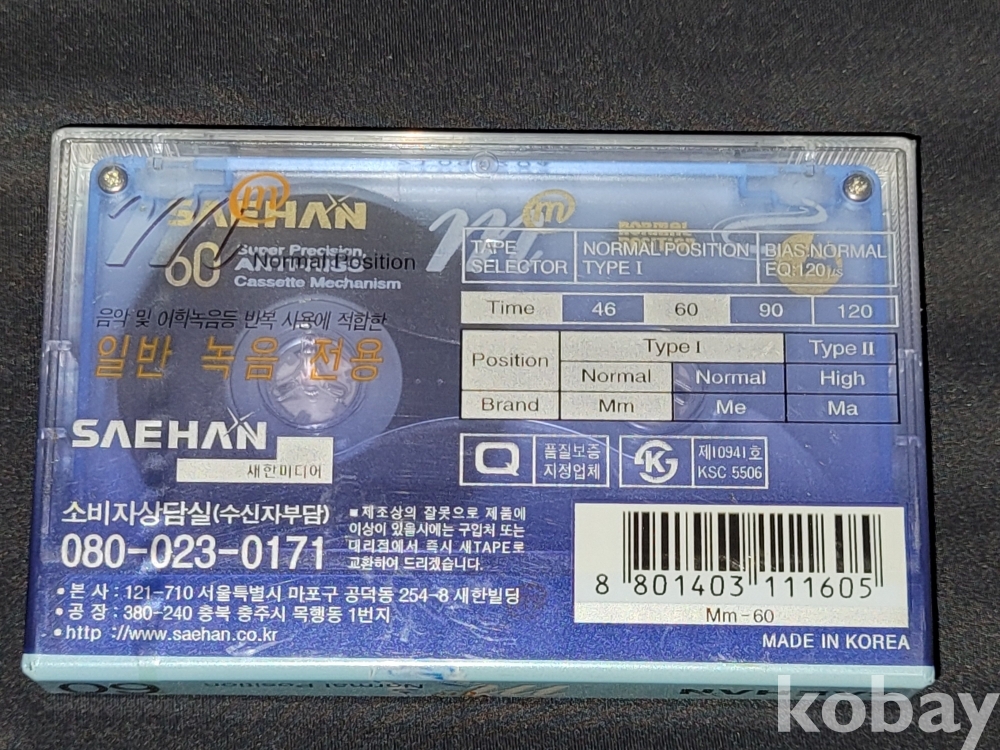 SAEHAN
60
Super Precision
Normal Position
Cassette Mechanism
음악 및 어학녹음등 반복 사용에 적합한
일반 녹음 전용
SAEHAN
새한미디어
소비자상담실(수신자부담)
080-023-0171
• 본 사 : 121-710 서울특별시 마포구 공덕동 254-8 새한빌딩
• 공 장 : 380-240 충북 충주시 목행동 1번지
• http ://www.saehan.co.kr
m
TAPE SELECTOR
NORMAL POSITION TYPE I
BIAS:NORMAL EQ:120μs
Time 46 60 90 120
Position Type I Type II
Normal Normal High
Brand Mm Me Ma
Q 품질보증 지정업체
K 제10941호 KSC 5506
■ 제조상의 잘못으로 제품에
이상이 있을시에는 구입처 또는
대리점에서 즉시 새TAPE로
교환하여 드리겠습니다.
8 801403 111605
Mm-60
MADE IN KOREA
60
Normal Position
SAEHAN
kobay